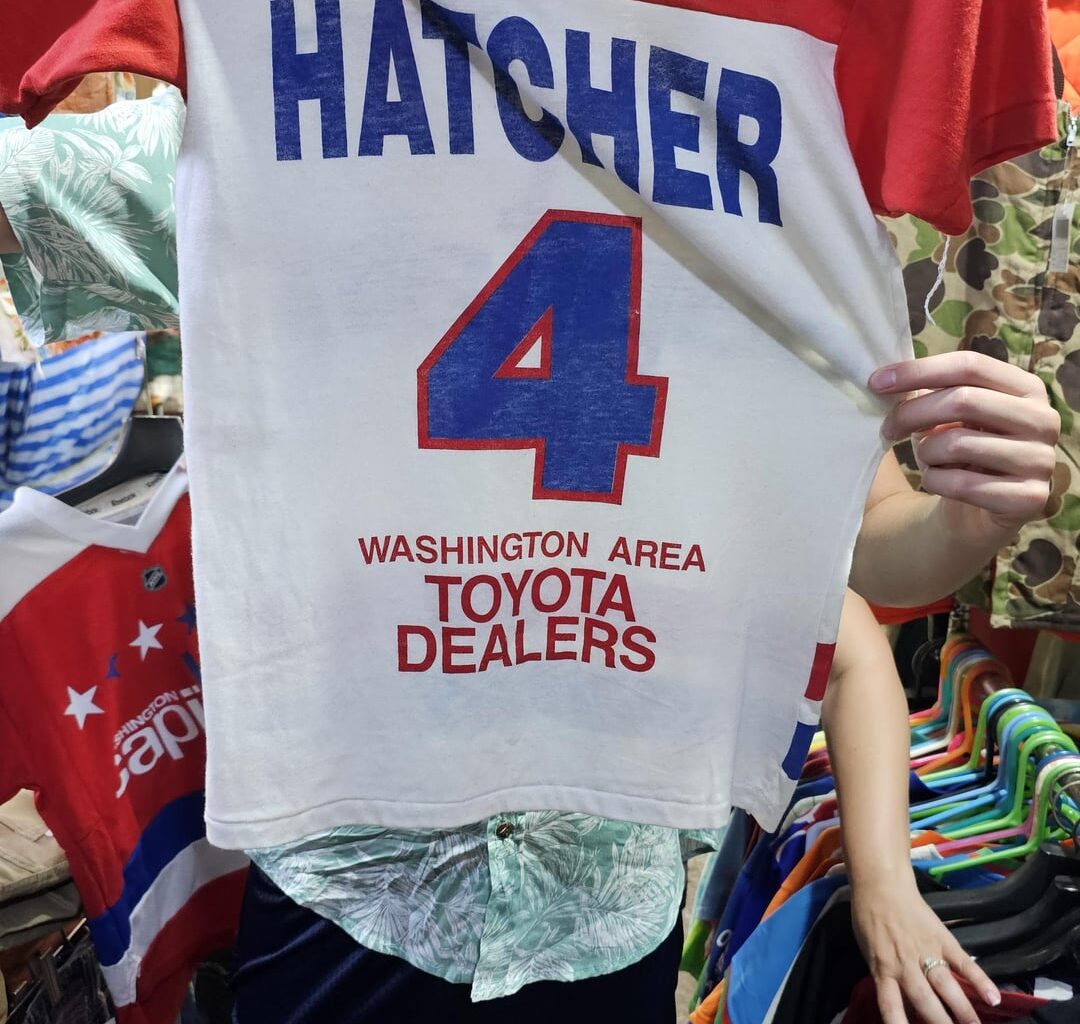 HATCHER
4
WASHINGTON AREA
TOYOTA
DEALERS